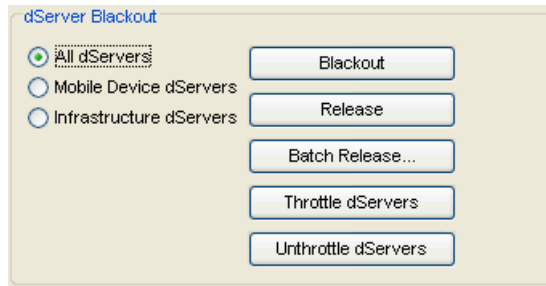 dServer Blackout
All dServers
Mobile Device dServers
Infrastructure dServers
Blackout
Release
Batch Release...
Throttle dServers
Unthrottle dServers